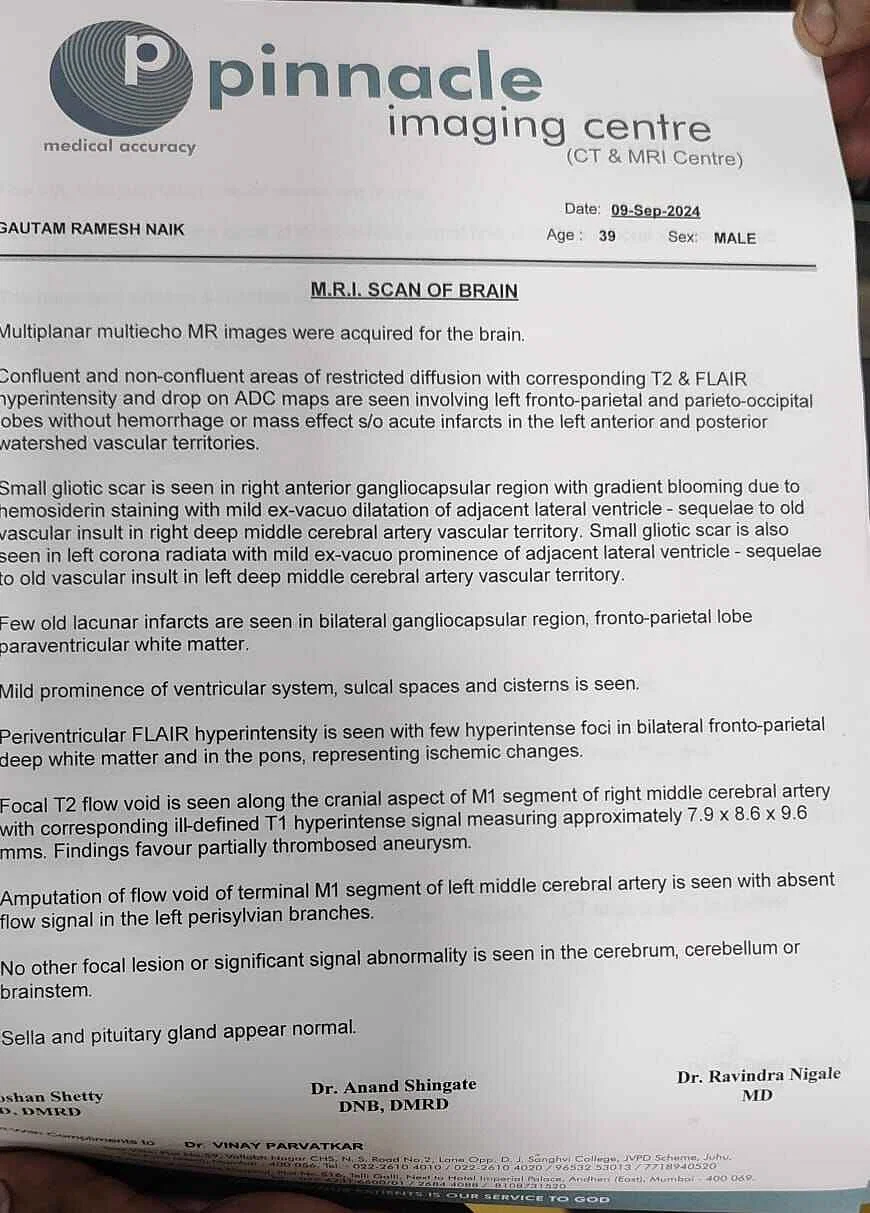 p pinnacle
imaging centre
medical accuracy
(CT & MRI Centre)
Date: 09-Sep-2024
GAUTAM RAMESH NAIK
Age : 39 Sex: MALE
M.R.I. SCAN OF BRAIN
Multiplanar multiecho MR images were acquired for the brain.
Confluent and non-confluent areas of restricted diffusion with corresponding T2 & FLAIR
hyperintensity and drop on ADC maps are seen involving left fronto-parietal and parieto-occipital
lobes without hemorrhage or mass effect s/o acute infarcts in the left anterior and posterior
watershed vascular territories.
Small gliotic scar is seen in right anterior gangliocapsular region with gradient blooming due to
hemosiderin staining with mild ex-vacuo dilatation of adjacent lateral ventricle - sequelae to old
vascular insult in right deep middle cerebral artery vascular territory. Small gliotic scar is also
seen in left corona radiata with mild ex-vacuo prominence of adjacent lateral ventricle - sequelae
to old vascular insult in left deep middle cerebral artery vascular territory.
Few old lacunar infarcts are seen in bilateral gangliocapsular region, fronto-parietal lobe
paraventricular white matter.
Mild prominence of ventricular system, sulcal spaces and cisterns is seen.
Periventricular FLAIR hyperintensity is seen with few hyperintense foci in bilateral fronto-parietal
deep white matter and in the pons, representing ischemic changes.
Focal T2 flow void is seen along the cranial aspect of M1 segment of right middle cerebral artery
with corresponding ill-defined T1 hyperintense signal measuring approximately 7.9 x 8.6 x 9.6
mms. Findings favour partially thrombosed aneurysm.
Amputation of flow void of terminal M1 segment of left middle cerebral artery is seen with absent
flow signal in the left perisylvian branches.
No other focal lesion or significant signal abnormality is seen in the cerebrum, cerebellum or
brainstem.
Sella and pituitary gland appear normal.
oshan Shetty Dr. Anand Shingate Dr. Ravindra Nigale
D, DMRD DNB, DMRD MD
With Compliments to Dr. VINAY PARVATKAR
Plot No.59, Vallabh Nagar CHS, N. S. Road No.2, Lane Opp. D. J. Sanghvi College, JVPD Scheme, Juhu,
Mumbai - 400 056. Tel. - 022-2610 4010 / 022-2610 4020 / 96532 53013 / 7718940520
Plot No. 516, Telli Galli, Next to Hotel Imperial Palace, Andheri (East), Mumbai - 400 069.
2684 4088 / 8108731520
PATIENTS IS OUR SERVICE TO GOD